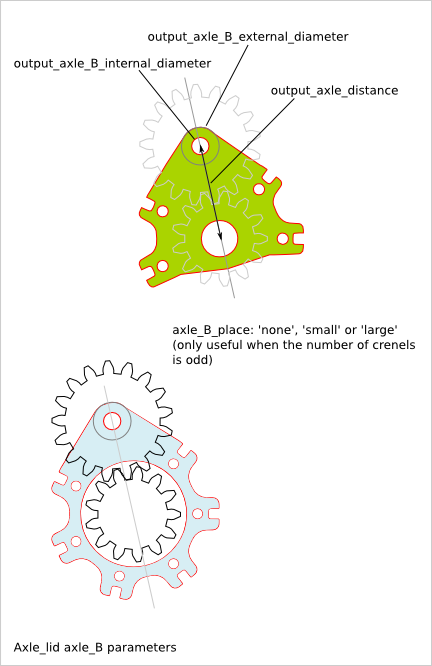 output_axle_B_external_diameter
output_axle_B_internal_diameter
output_axle_distance
axle_B_place: 'none', 'small' or 'large'
(only useful when the number of crenels
is odd)
Axle_lid axle_B parameters